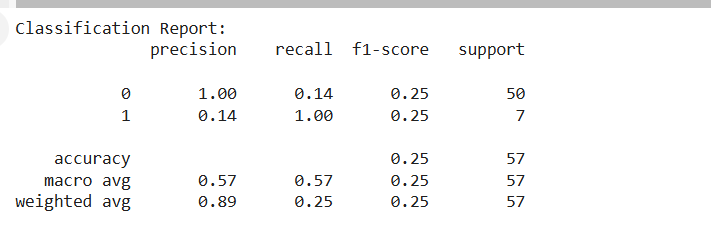 Classification Report:
precision recall f1-score support
0 1.00 0.14 0.25 50
1 0.14 1.00 0.25 7
accuracy 0.25 57
macro avg 0.57 0.57 0.25 57
weighted avg 0.89 0.25 0.25 57